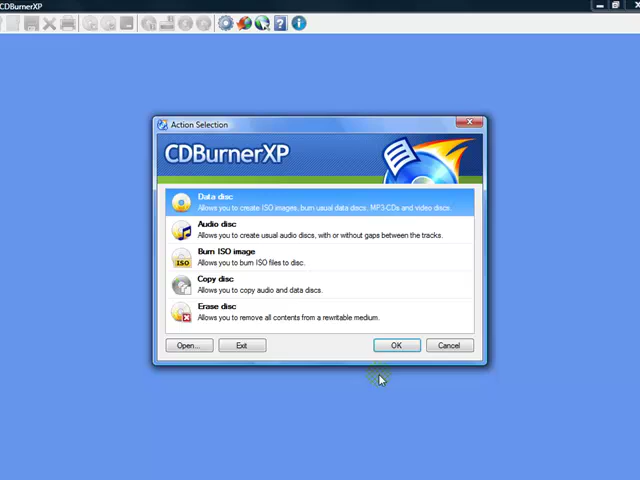 CDBurnerXP
Action Selection
CDBurnerXP
Data disc
Allows you to create ISO images, burn usual data discs, MP3-CDs and video discs.
Audio disc
Allows you to create usual audio discs, with or without gaps between the tracks.
ISO
Burn ISO image
Allows you to burn ISO files to disc.
Copy disc
Allows you to copy audio and data discs.
Erase disc
Allows you to remove all contents from a rewritable medium.
Open... Exit OK Cancel